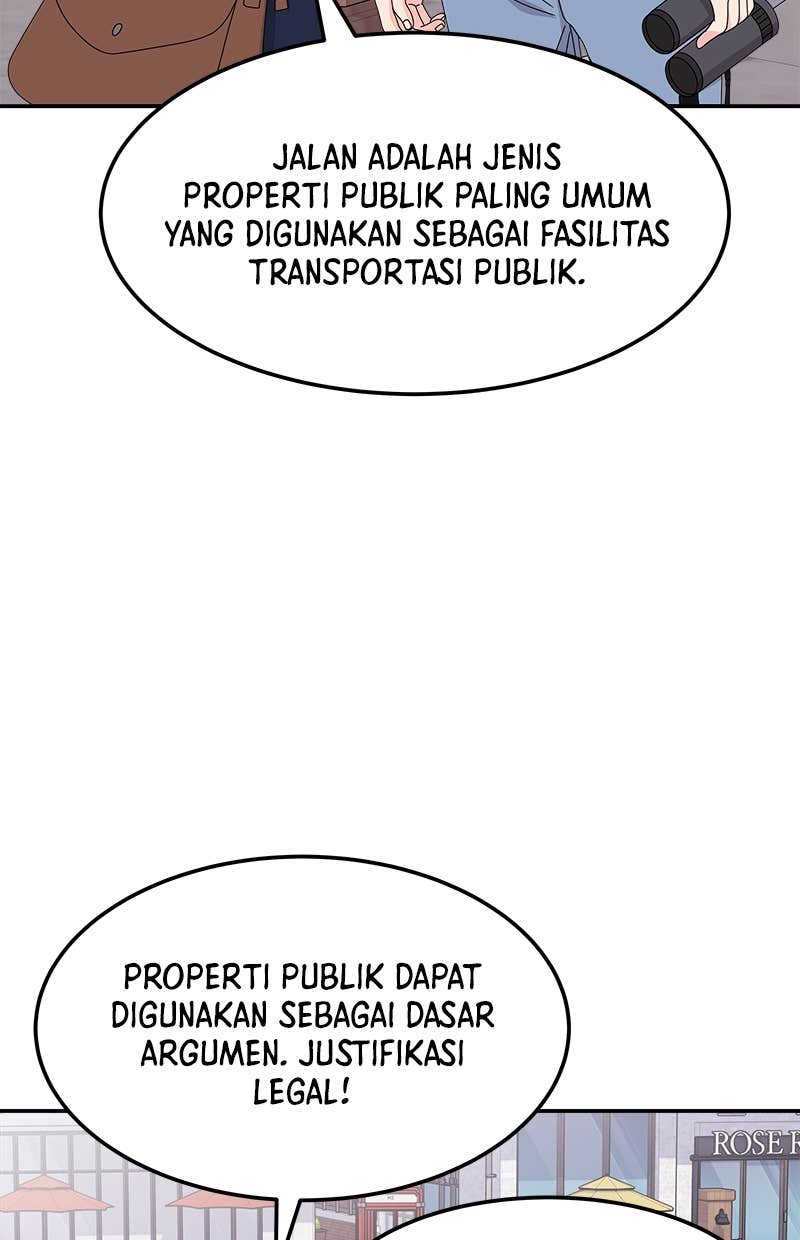 JALAN ADALAH JENIS
PROPERTI PUBLIK PALING UMUM
YANG DIGUNAKAN SEBAGAI FASILITAS
TRANSPORTASI PUBLIK.
PROPERTI PUBLIK DAPAT
DIGUNAKAN SEBAGAI DASAR
ARGUMEN. JUSTIFIKASI
LEGAL!
ROSE